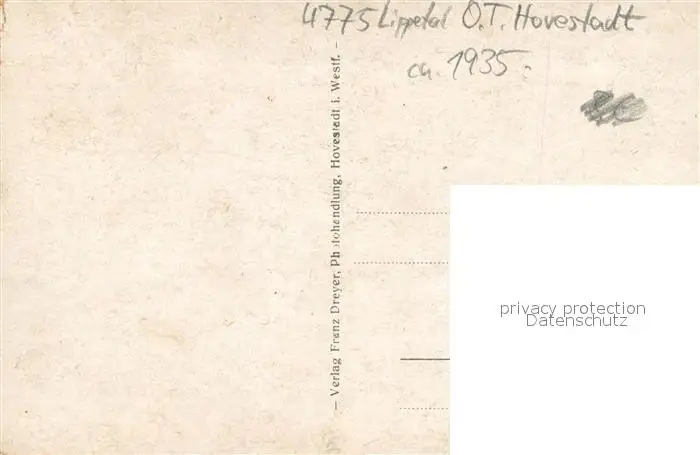 4775 Lippetal O.T. Hovestadt
ca. 1935.
– Verlag Franz Dreyer, Photohandlung, Hovestadt i. Westf. –
privacy protection
Datenschutz